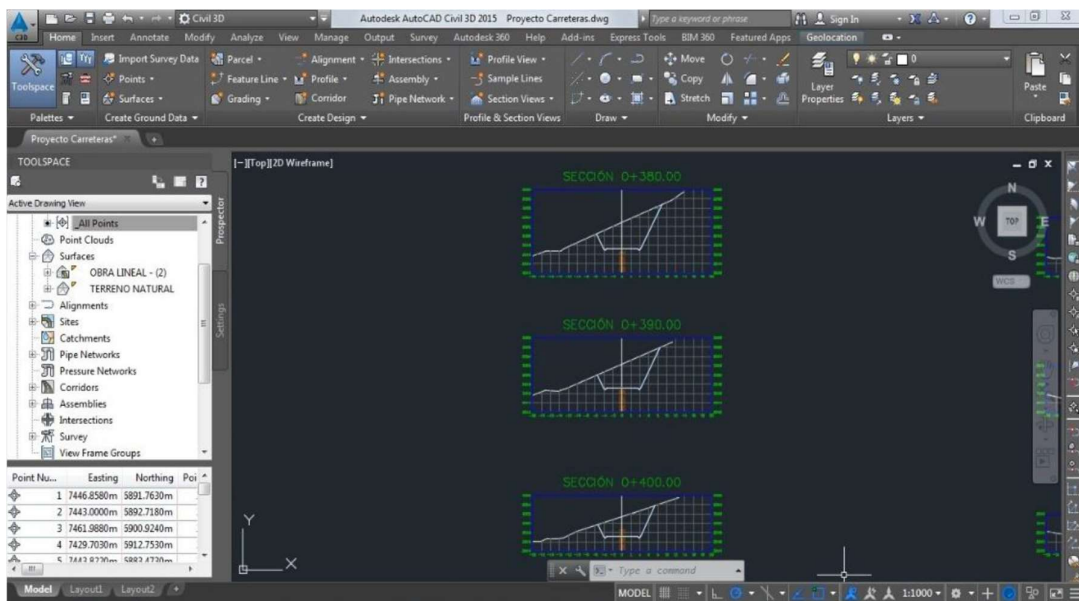 Civil 3D
Autodesk AutoCAD Civil 3D 2015 Proyecto Carreteras.dwg
Type a keyword or phrase
Sign In
C3D
Home Insert Annotate Modify Analyze View Manage Output Survey Autodesk 360 Help Add-ins Express Tools BIM 360 Featured Apps Geolocation
Import Survey Data Parcel Alignment Intersections Profile View Move 0
Toolspace Points Feature Line Profile Assembly Sample Lines Copy Layer Properties Paste
Surfaces Grading Corridor Pipe Network Section Views Stretch
Palettes Create Ground Data Create Design Profile & Section Views Draw Modify Layers Clipboard
Proyecto Carreteras*
TOOLSPACE
[-][Top][2D Wireframe]
Active Drawing View
Prospector
Settings
_All Points
Point Clouds
Surfaces
OBRA LINEAL - (2)
TERRENO NATURAL
Alignments
Sites
Catchments
Pipe Networks
Pressure Networks
Corridors
Assemblies
Intersections
Survey
View Frame Groups
Point Nu... Easting Northing Poi
1 7446.8580m 5891.7630m
2 7443.0000m 5892.7180m
3 7461.9880m 5900.9240m
4 7429.7030m 5912.7530m
5 7443.8220m 5883.4730m
SECCIÓN 0+380.00
SECCIÓN 0+390.00
SECCIÓN 0+400.00
N
W TOP E
S
WCS
Y
X
Type a command
Model Layout1 Layout2
MODEL 1:1000